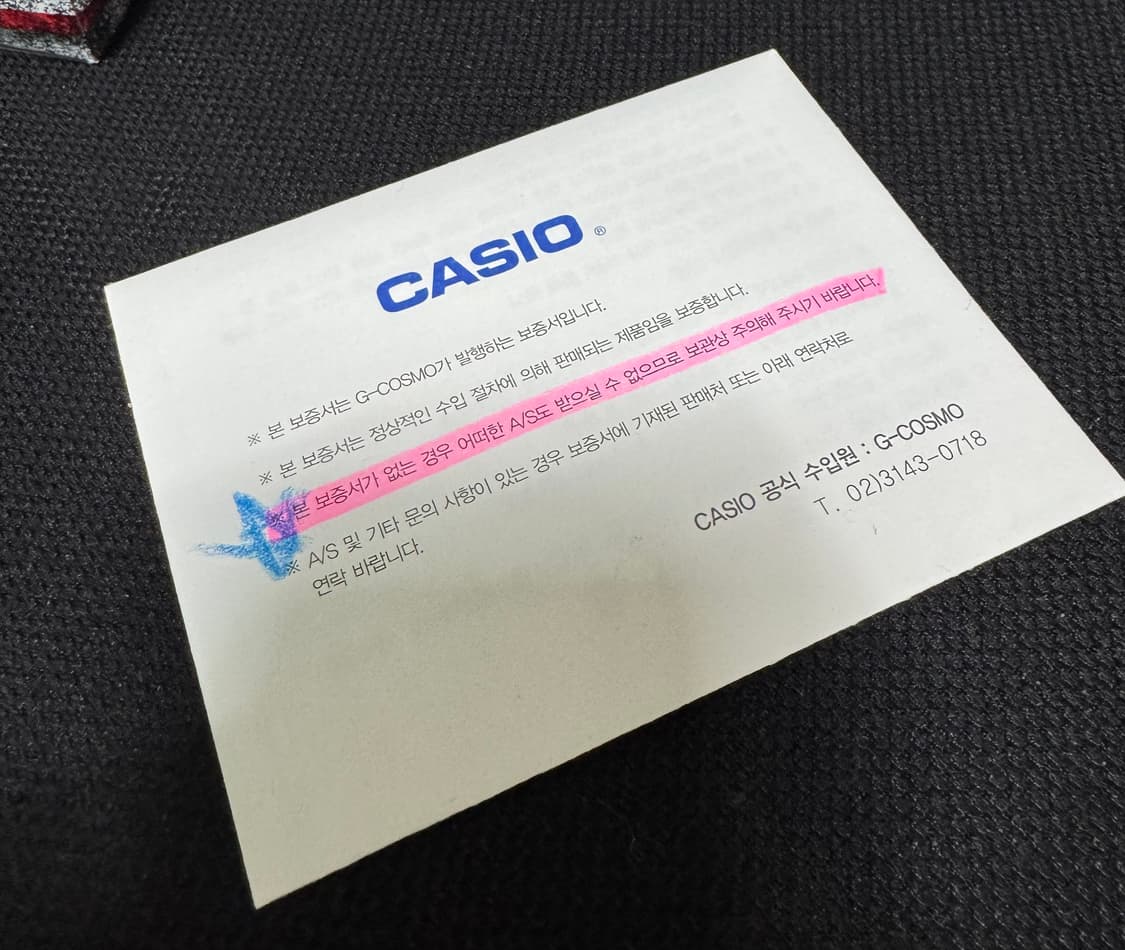 CASIO®
※ 본 보증서는 G-COSMO가 발행하는 보증서입니다.
※ 본 보증서는 정상적인 수입 절차에 의해 판매되는 제품임을 보증합니다.
※ 본 보증서가 없는 경우 어떠한 A/S도 받으실 수 없으므로 보관상 주의해 주시기 바랍니다.
※ A/S 및 기타 문의 사항이 있는 경우 보증서에 기재된 판매처 또는 아래 연락처로
연락 바랍니다.
CASIO 공식 수입원 : G-COSMO
T. 02)3143-0718